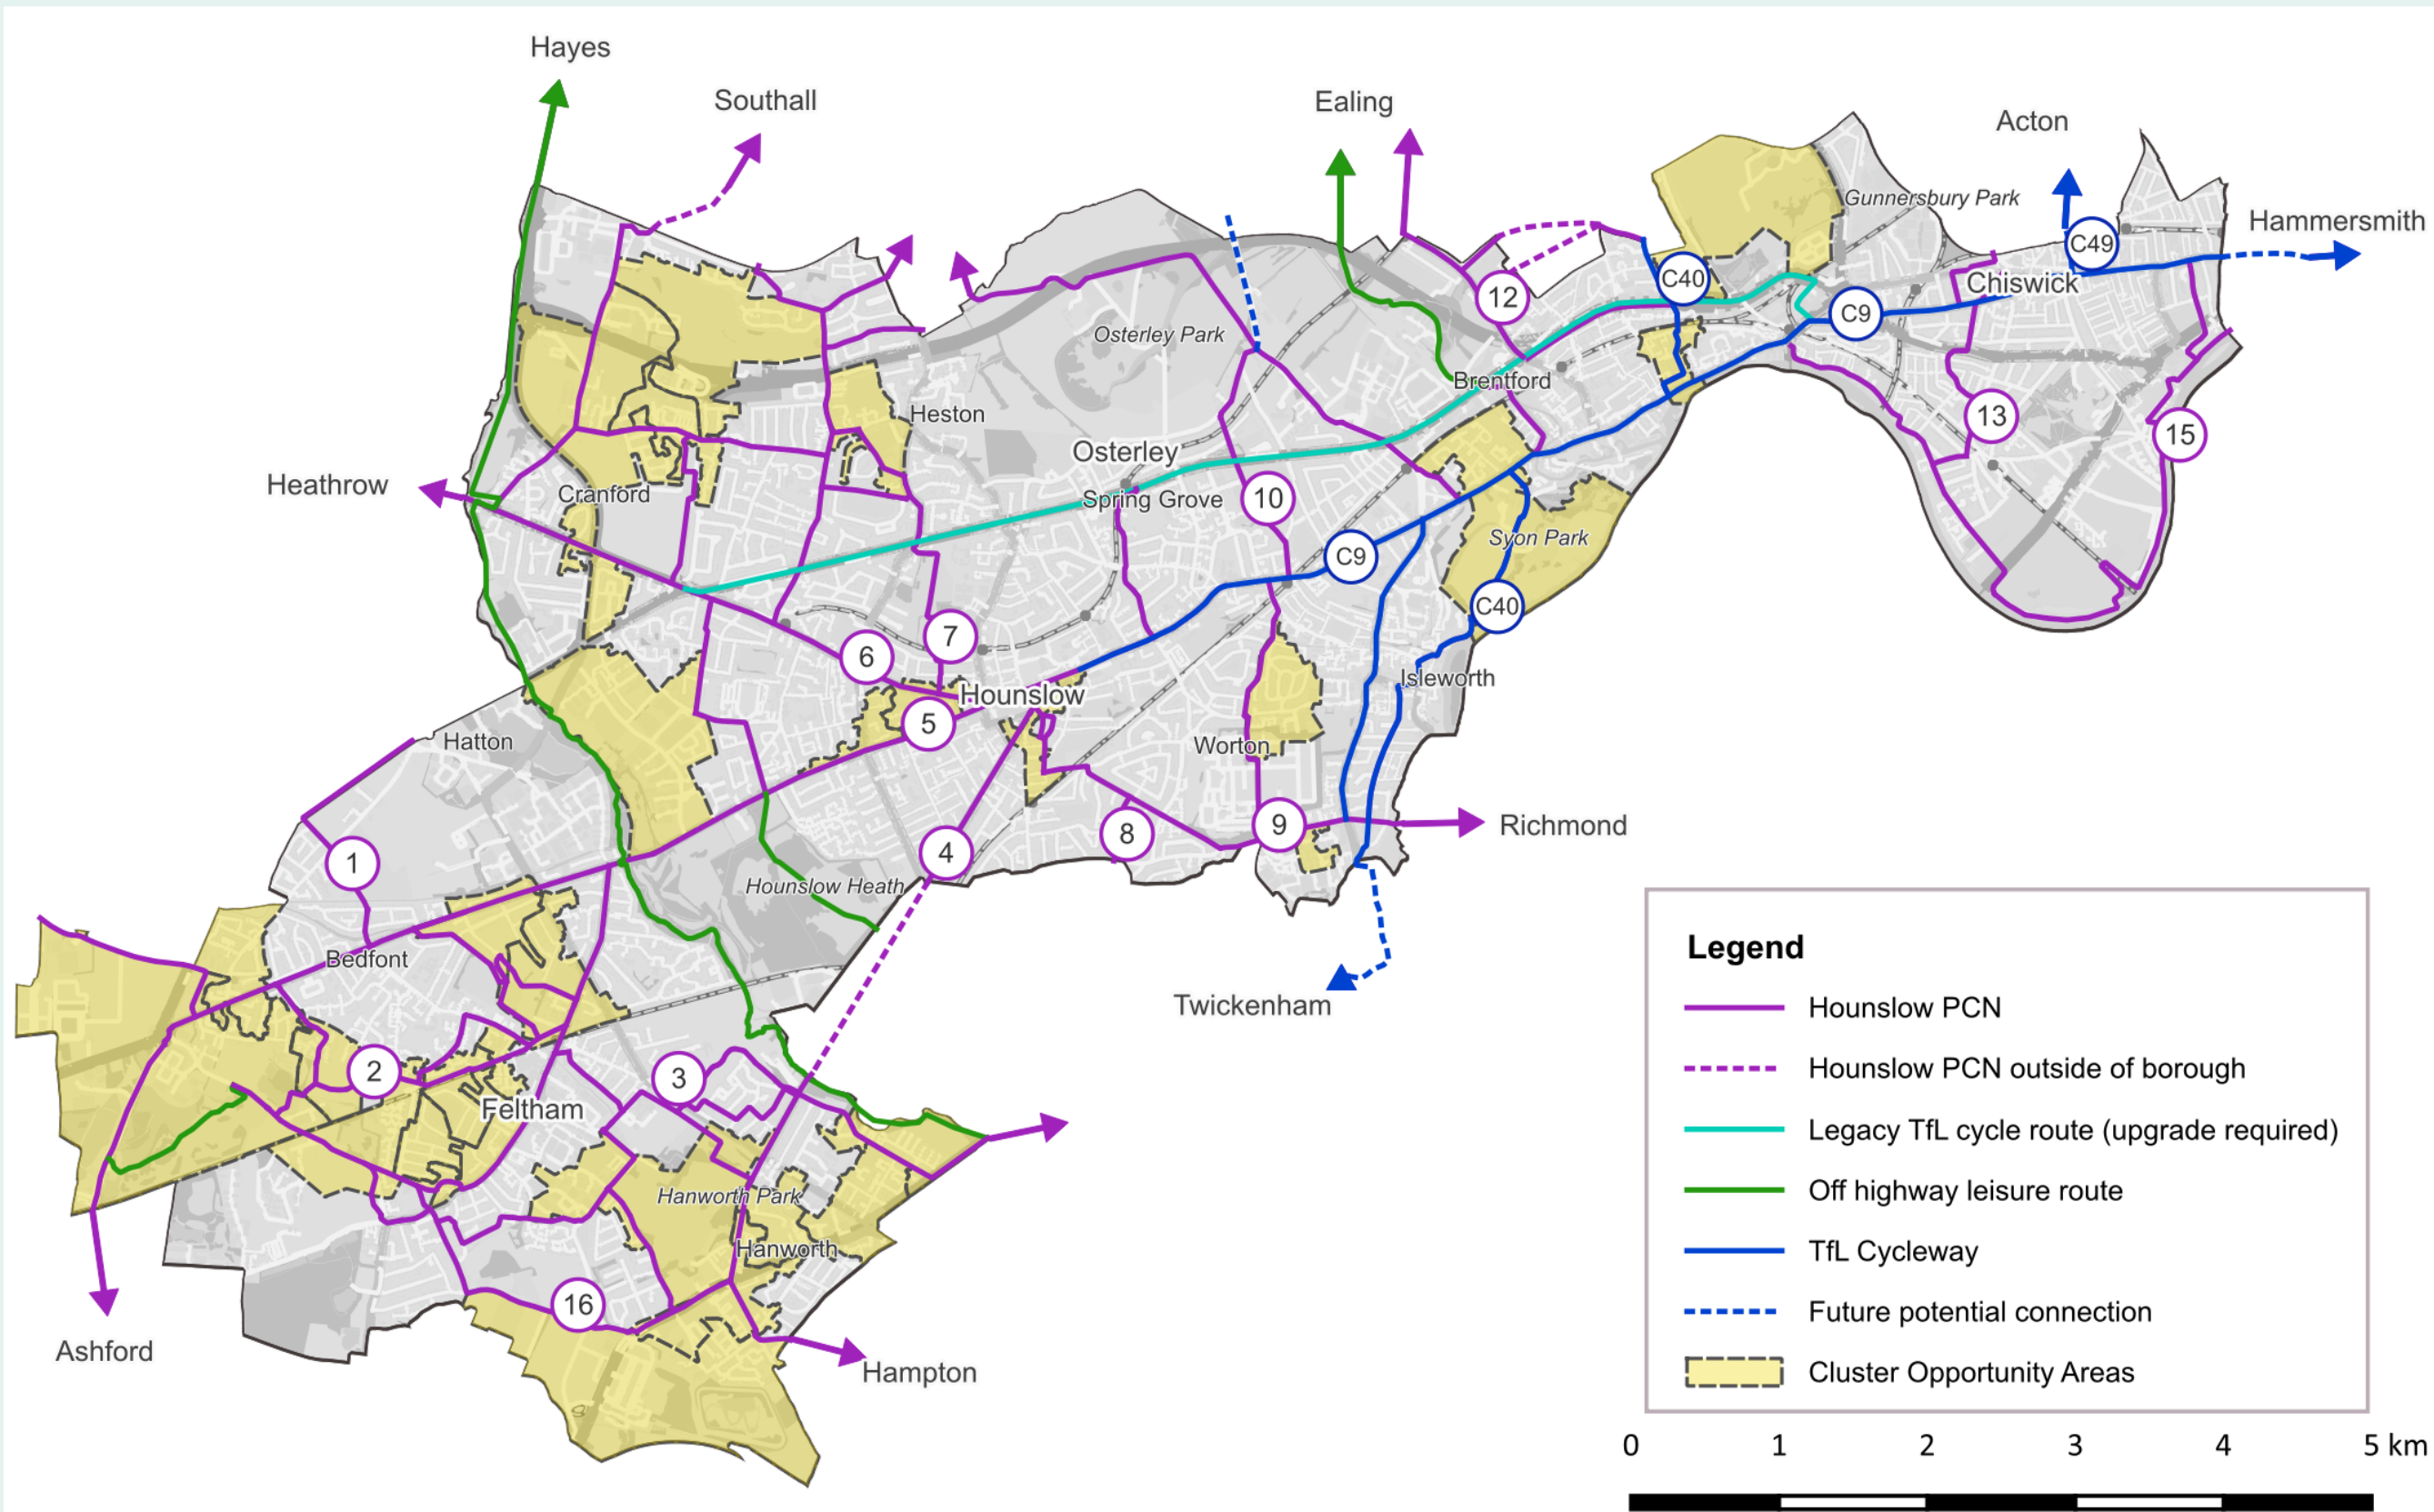 Hayes
Southall
Ealing
Acton
Gunnersbury Park
Hammersmith
C49
C40
Chiswick
12
C9
Osterley Park
Brentford
Heston
13
15
Osterley
Heathrow
Cranford
Spring Grove
10
Syon Park
C9
C40
7
6
Isleworth
Hounslow
5
Hatton
Worton
9
Richmond
8
4
1
Hounslow Heath
Bedfont
Twickenham
2
3
Feltham
Hanworth Park
Hanworth
16
Ashford
Hampton
Legend
Hounslow PCN
Hounslow PCN outside of borough
Legacy TfL cycle route (upgrade required)
Off highway leisure route
TfL Cycleway
Future potential connection
Cluster Opportunity Areas
0 1 2 3 4 5 km